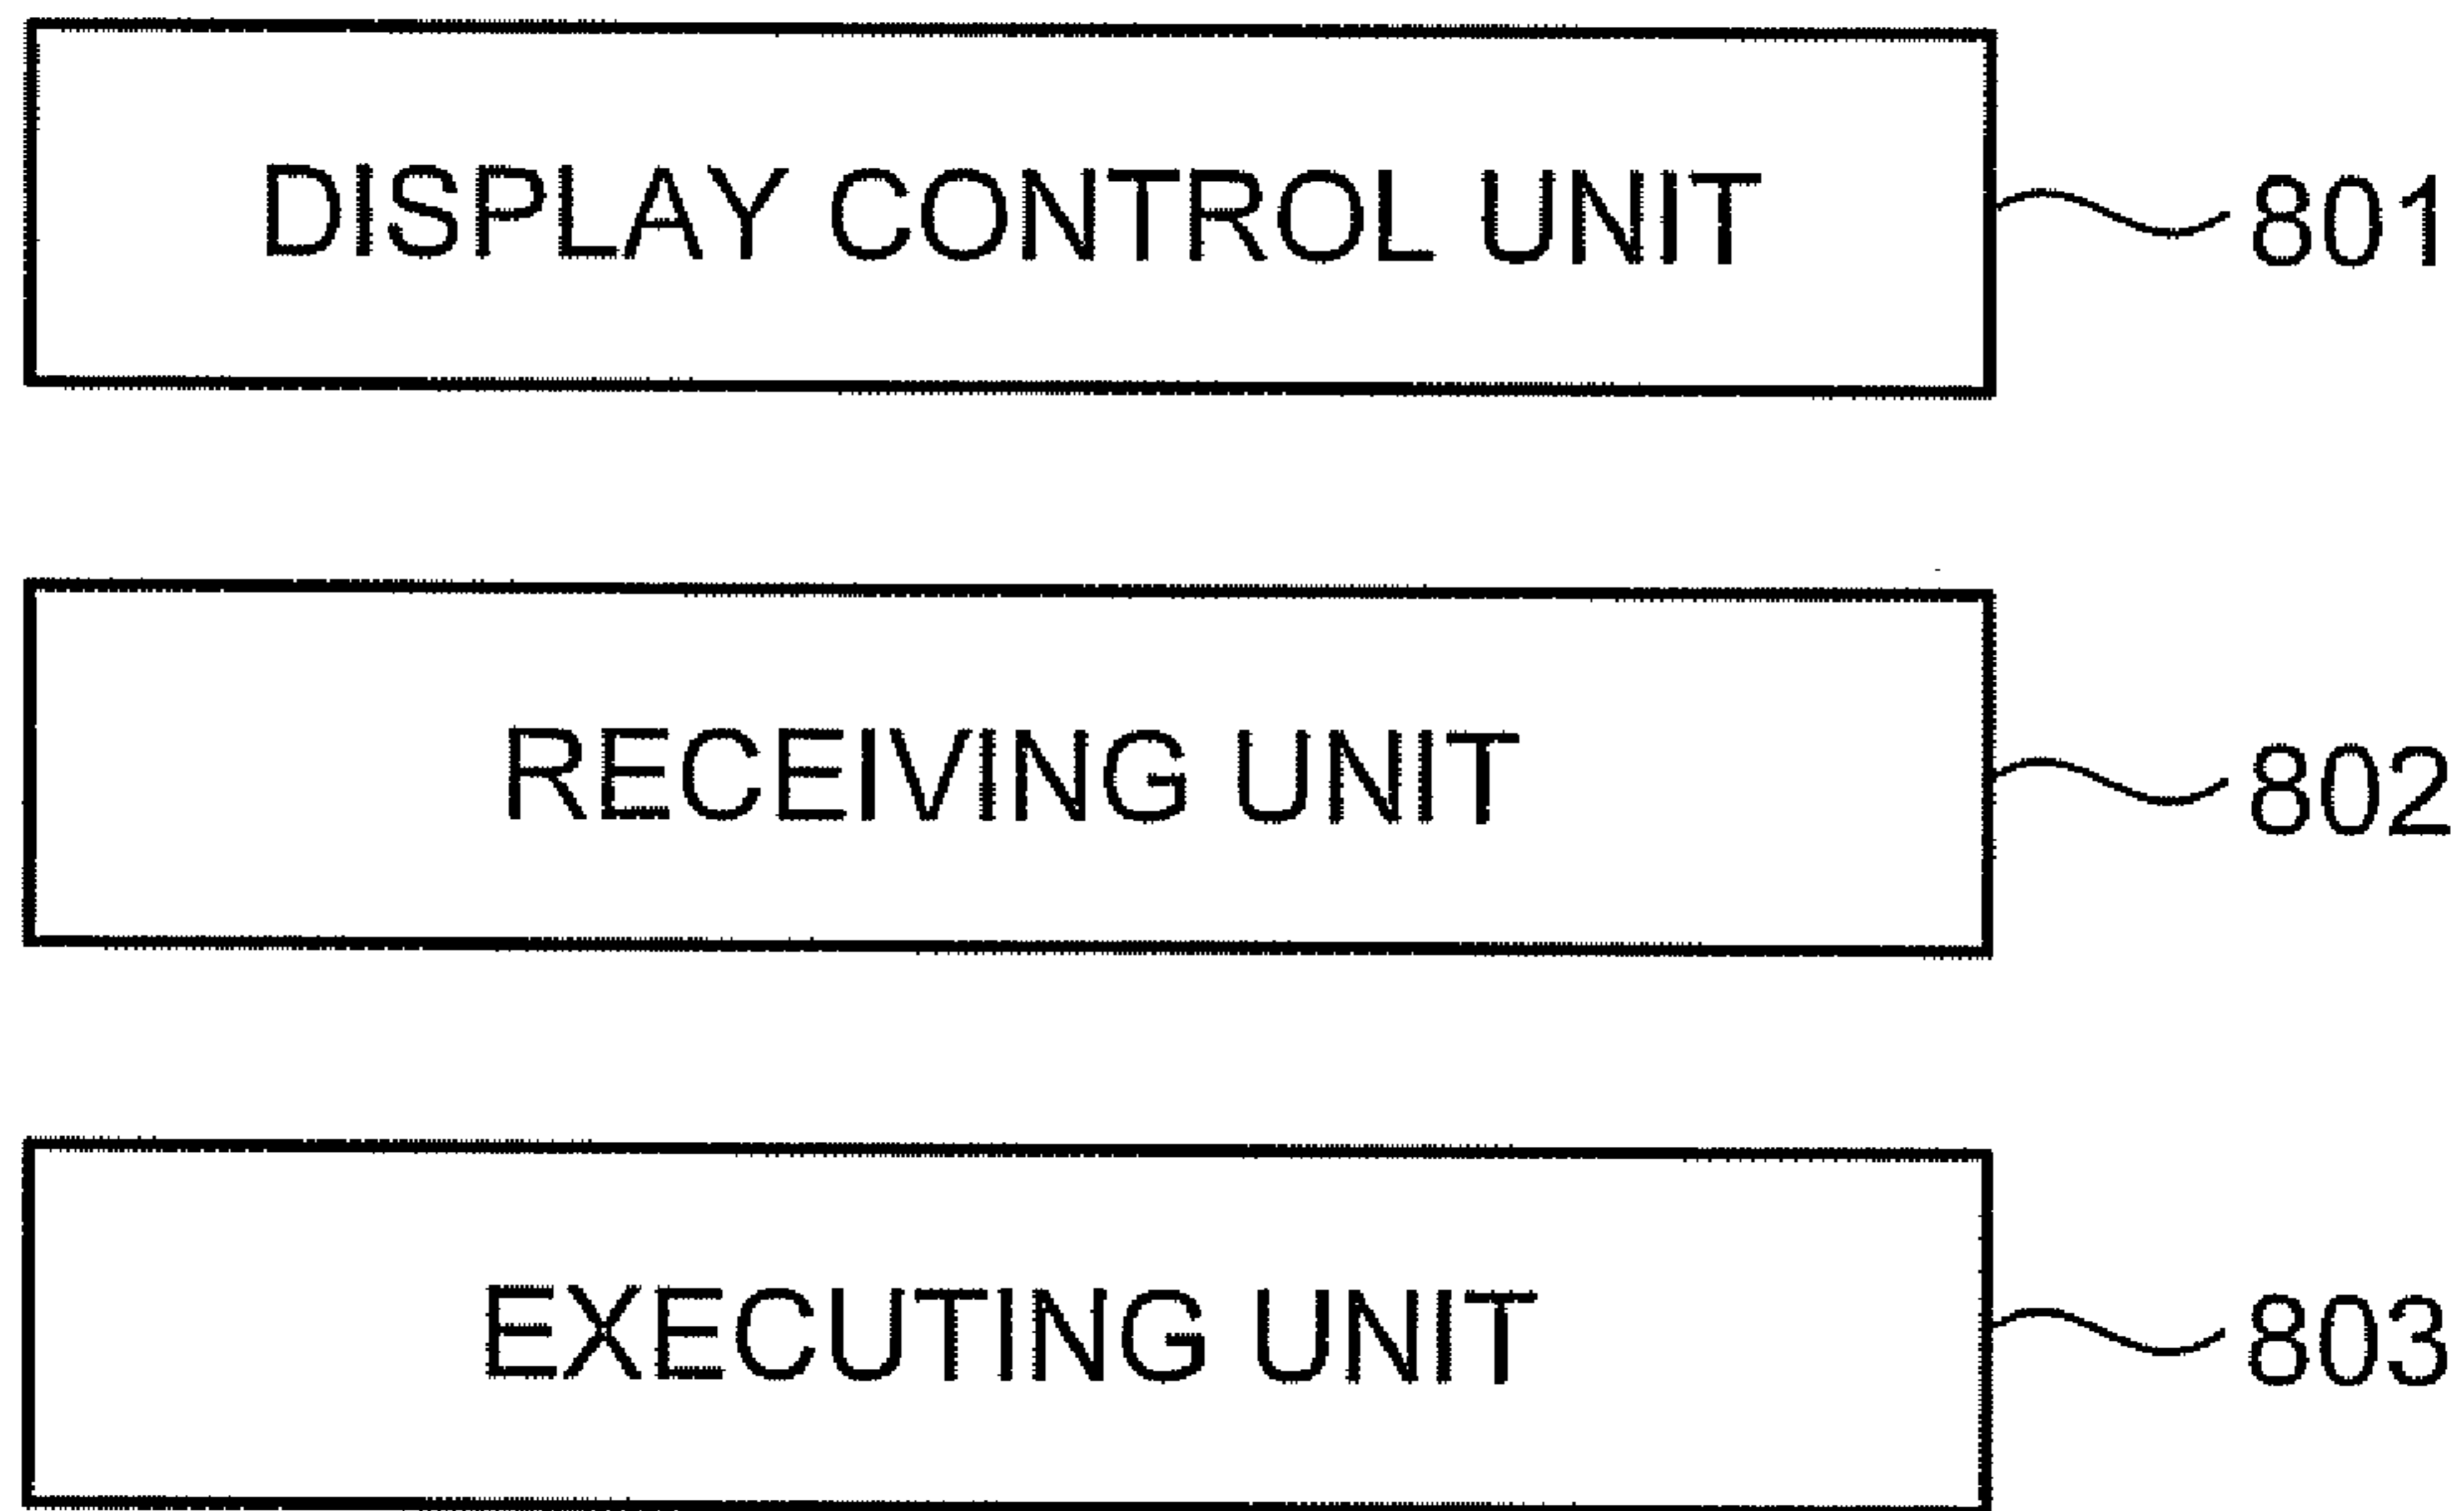 DISPLAY CONTROL UNIT 801
RECEIVING UNIT 802
EXECUTING UNIT 803